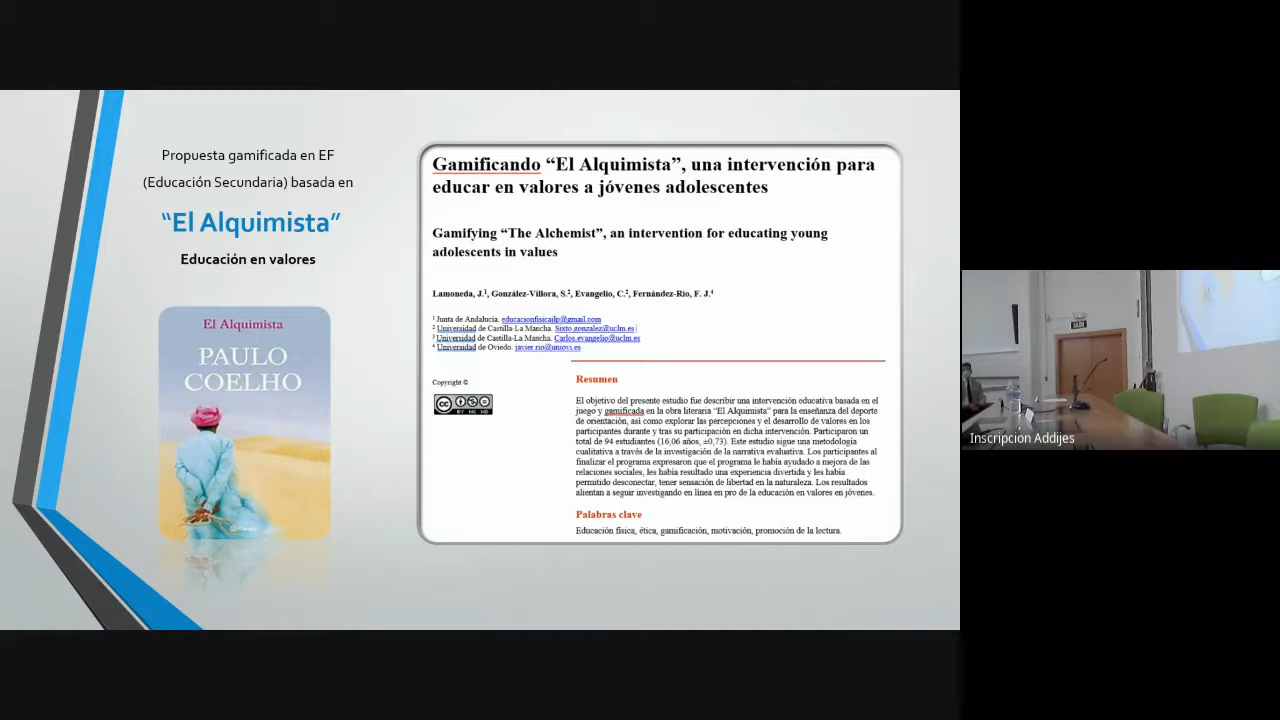 Propuesta gamificada en EF
(Educación Secundaria) basada en
“El Alquimista”
Educación en valores
El Alquimista
PAULO
COELHO
Gamificando “El Alquimista”, una intervención para
educar en valores a jóvenes adolescentes
Gamifying “The Alchemist”, an intervention for educating young
adolescents in values
Lamoneda, J.1, González-Víllora, S.2, Evangelio, C.2, Fernández-Río, F. J.4
1 Junta de Andalucía. educacionfisicajlp@gmail.com
2 Universidad de Castilla-La Mancha. Sixto.gonzalez@uclm.es
3 Universidad de Castilla-La Mancha. Carlos.evangelio@uclm.es
4 Universidad de Oviedo. javier.rio@uniovi.es
Copyright ©
BY NC ND
Resumen
El objetivo del presente estudio fue describir una intervención educativa basada en el
juego y gamificada en la obra literaria “El Alquimista” para la enseñanza del deporte
de orientación, así como explorar las percepciones y el desarrollo de valores en los
participantes durante y tras su participación en dicha intervención. Participaron un
total de 94 estudiantes (16,06 años, ±0,73). Este estudio sigue una metodología
cualitativa a través de la investigación de la narrativa evaluativa. Los participantes al
finalizar el programa expresaron que el programa le había ayudado a mejora de las
relaciones sociales, les había resultado una experiencia divertida y les había
permitido desconectar, tener sensación de libertad en la naturaleza. Los resultados
alientan a seguir investigando en línea en pro de la educación en valores en jóvenes.
Palabras clave
Educación física, ética, gamificación, motivación, promoción de la lectura.
SALIDA
Inscripcion Addijes